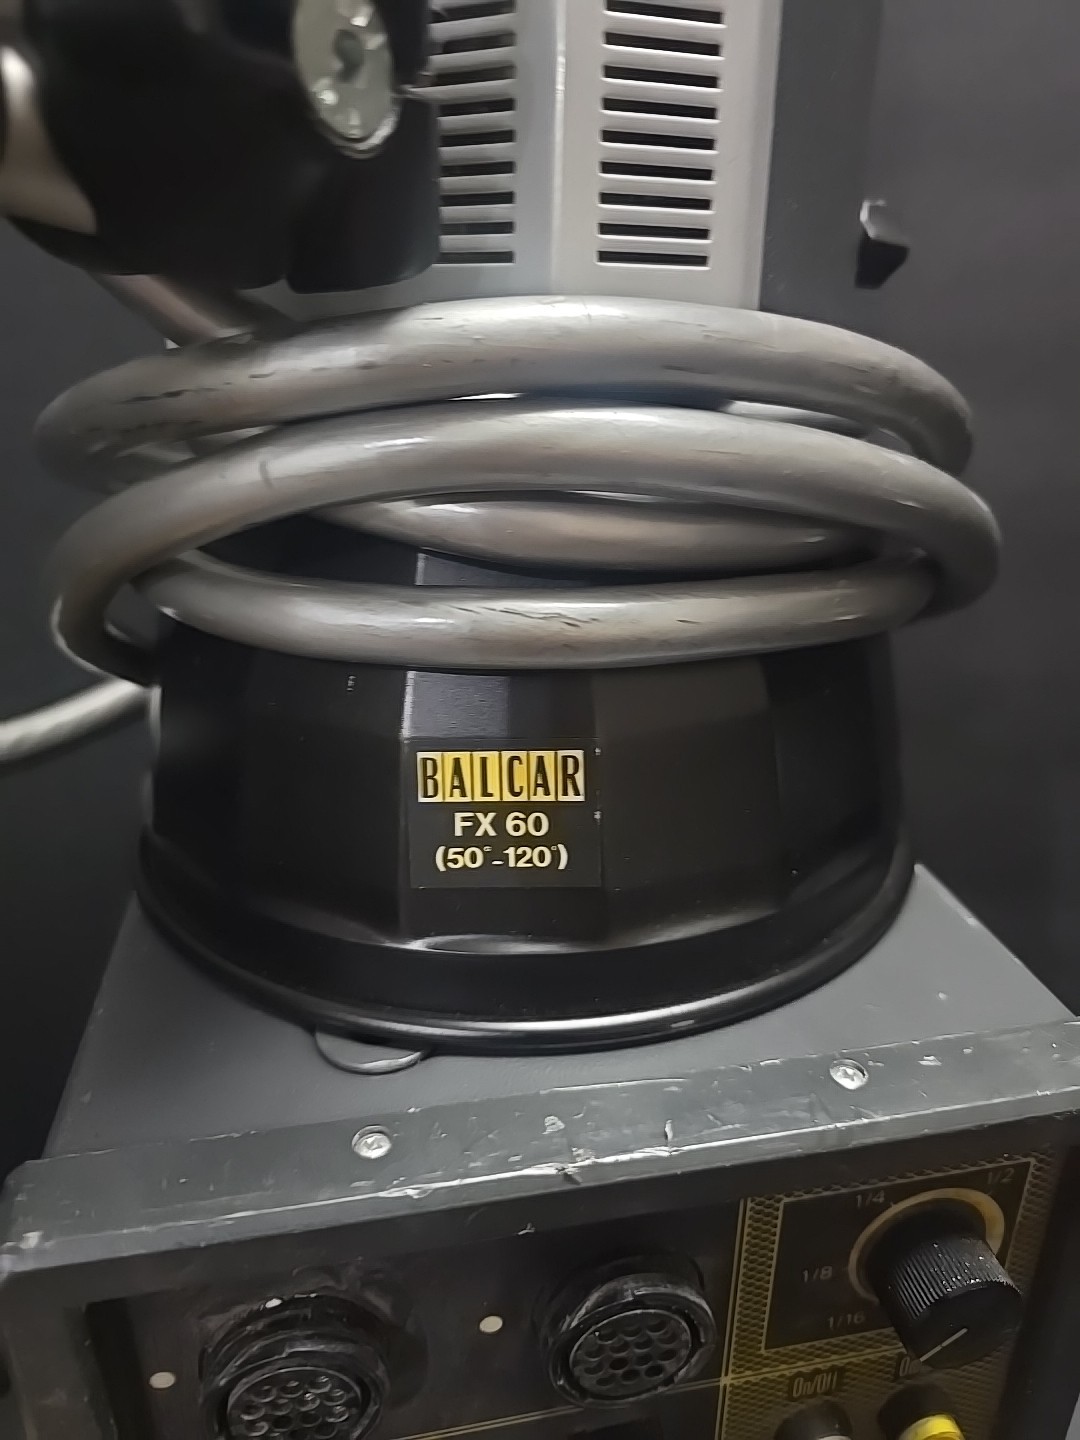 BALCAR
FX 60
(50°-120°)
1/2
1/4
1/8
1/16
On/Off